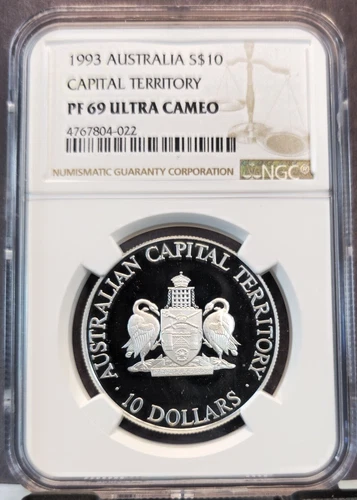 1993 AUSTRALIA S$10
CAPITAL TERRITORY
PF 69 ULTRA CAMEO
4767804-022
NUMISMATIC GUARANTY CORPORATION
NGC®
AUSTRALIAN CAPITAL TERRITORY
· 10 DOLLARS ·